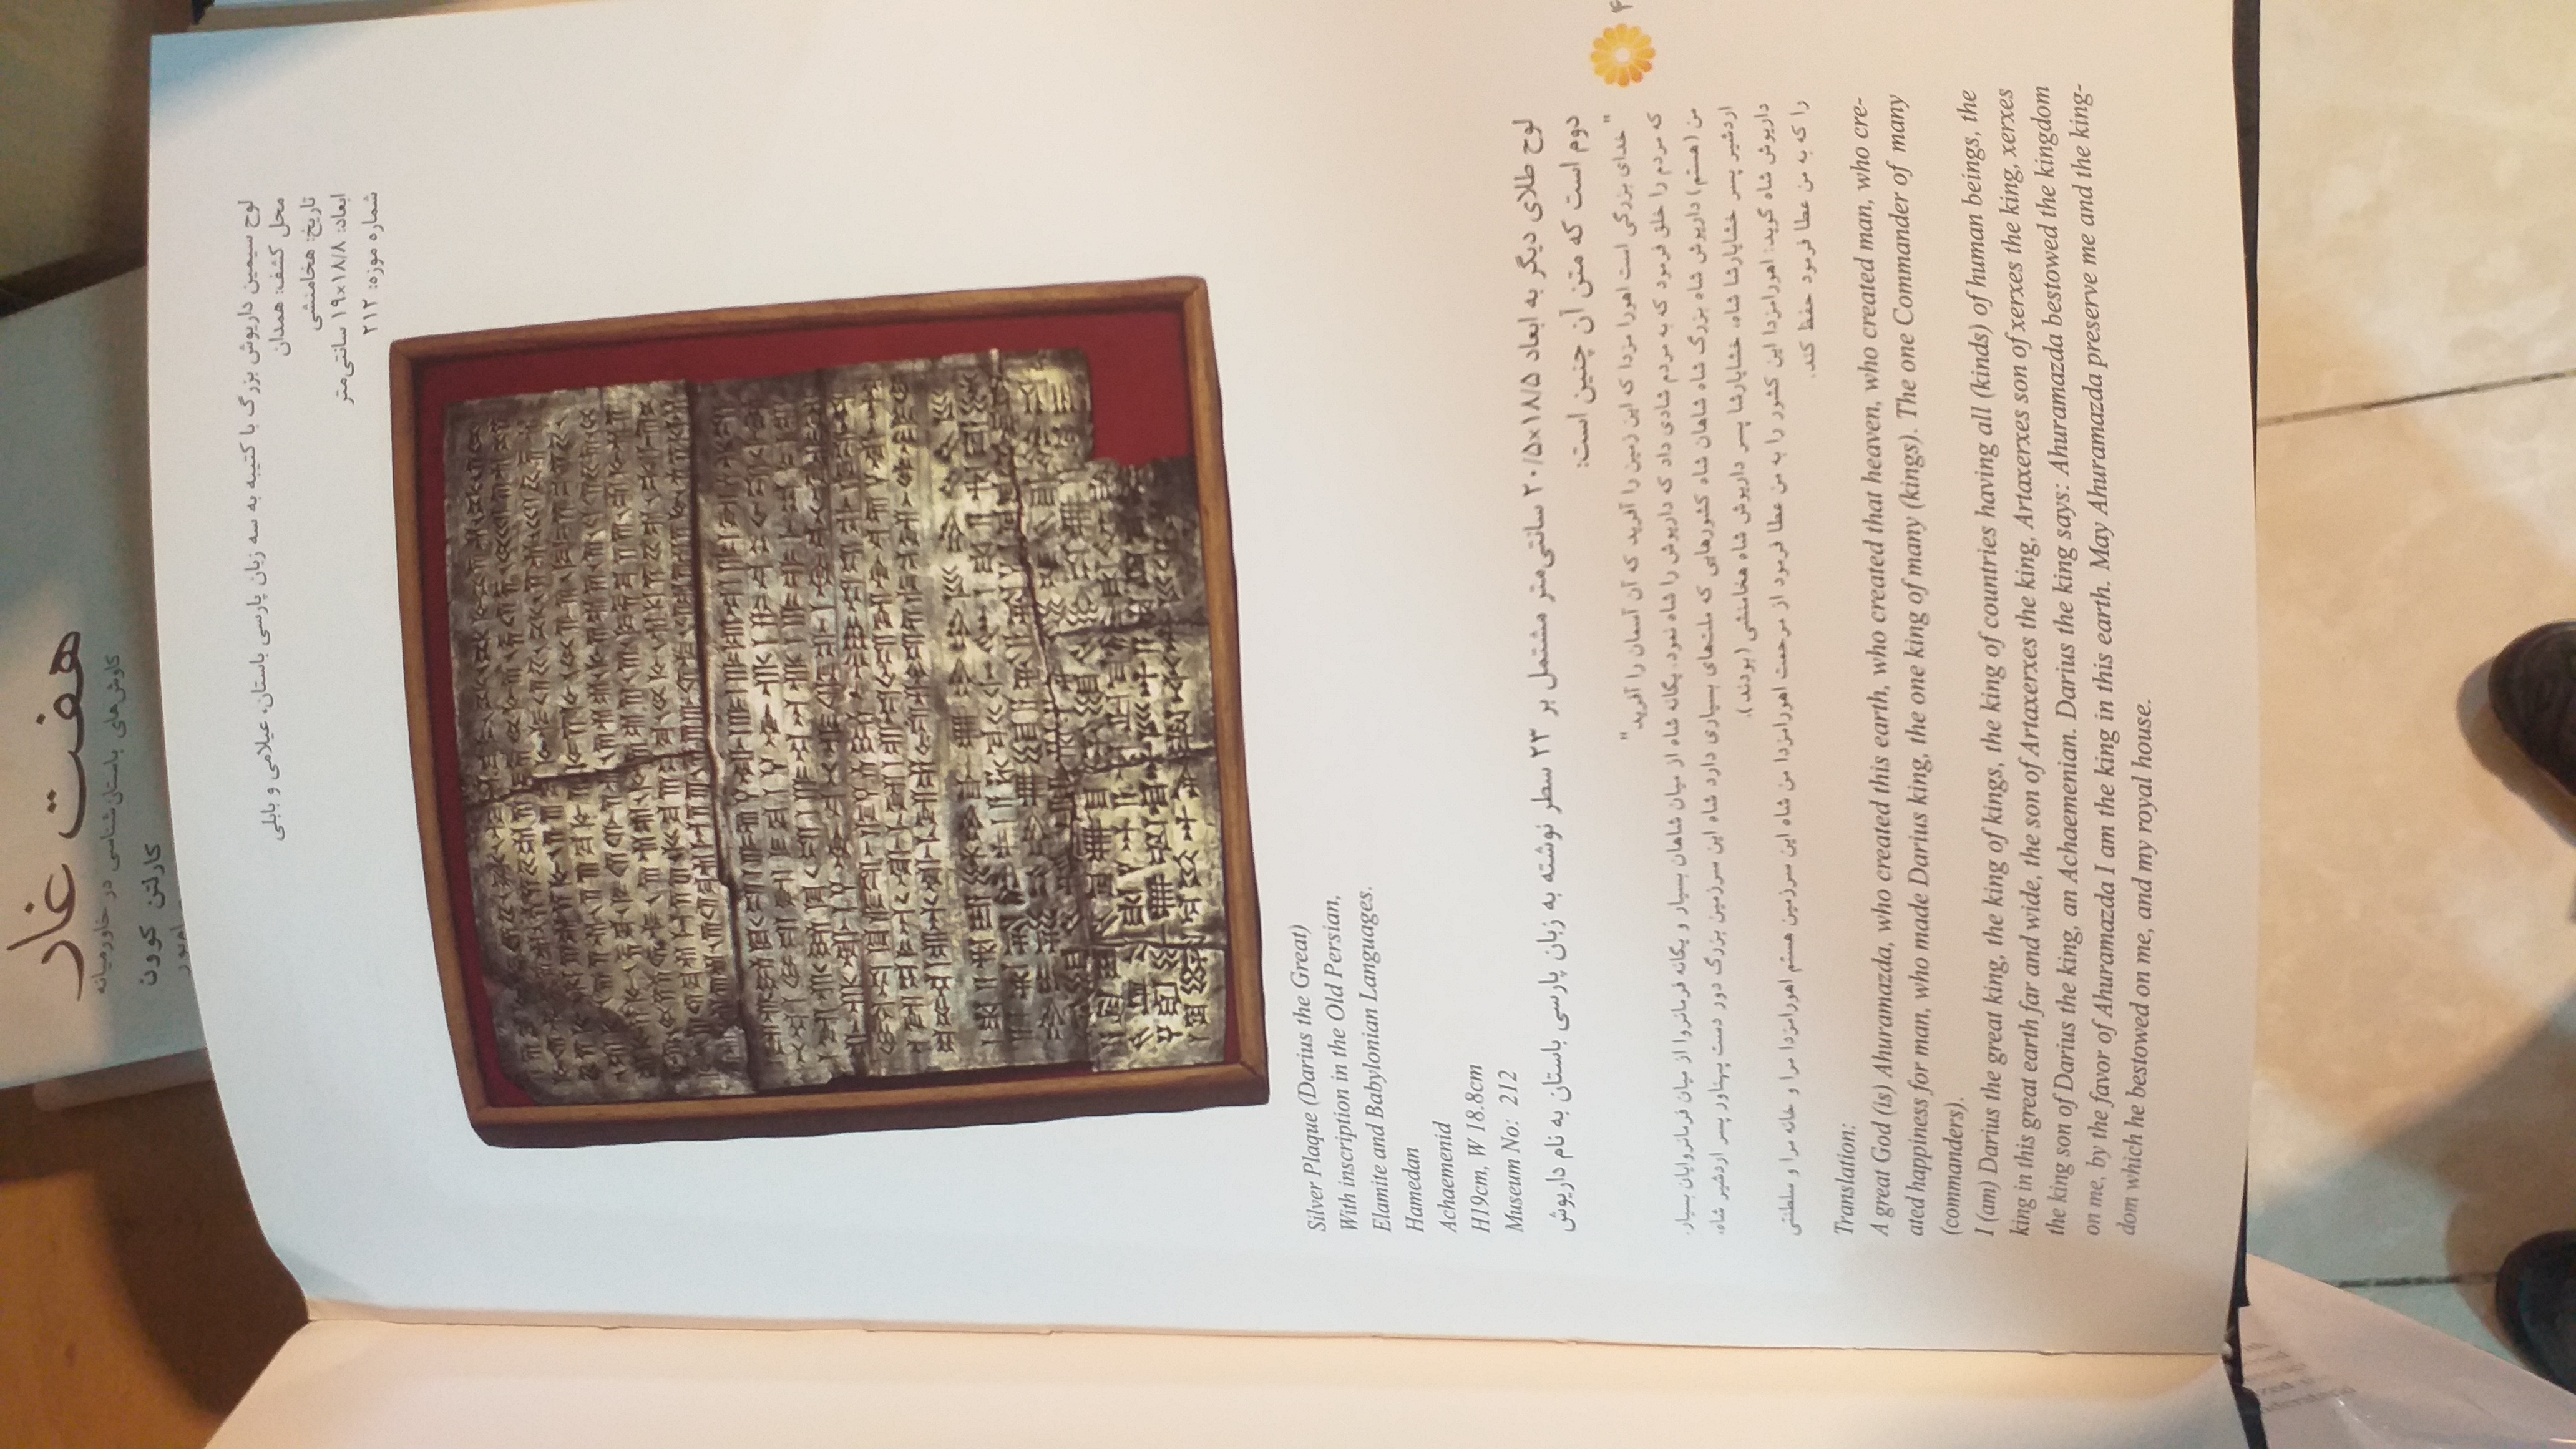 هفت غار
کاوش‌های باستان‌شناسی در خاورمیانه
کارلتن کوون
لوح سیمین داریوش بزرگ با کتیبه به سه زبان پارسی باستان، عیلامی و بابلی
محل کشف: همدان
تاریخ: هخامنشی
ابعاد: ۱۸/۸×۱۹ سانتی‌متر
شماره موزه: ۲۱۲
Silver Plaque (Darius the Great)
With inscription in the Old Persian,
Elamite and Babylonian Languages.
Hamedan
Achaemenid
H19cm, W 18.8cm
Museum No: 212
لوح طلای دیگر به ابعاد ۱۸/۵×۲۰/۵ سانتی‌متر مشتمل بر ۲۳ سطر نوشته به زبان پارسی باستان به نام داریوش
دوم است که متن آن چنین است:
" خدای بزرگی است اهورا مزدا که این زمین را آفرید که آن آسمان را آفرید"
که مردم را خلق فرمود که به مردم شادی داد که داریوش را شاه نمود. یگانه شاه از میان شاهان بسیار و یگانه فرمانروا از میان فرمانروایان بسیار.
من (هستم) داریوش شاه بزرگ شاه شاهان شاه کشورهایی که ملت‌های بسیاری دارد شاه این سرزمین بزرگ دور دست پهناور پسر اردشیر شاه،
اردشیر پسر خشایارشا شاه، خشایارشا پسر داریوش شاه هخامنشی (بودند).
داریوش شاه گوید: اهورامزدا این کشور را به من عطا فرمود از مرحمت اهورامزدا من شاه این سرزمین هستم اهورامزدا مرا و خانه مرا و سلطنتی
را که به من عطا فرمود حفظ کند.
Translation:
A great God (is) Ahuramazda, who created this earth, who created that heaven, who created man, who cre-
ated happiness for man, who made Darius king, the one king of many (kings). The one Commander of many
(commanders).
I (am) Darius the great king, the king of kings, the king of countries having all (kinds) of human beings, the
king in this great earth far and wide, the son of Artaxerxes the king, Artaxerxes son of xerxes the king, xerxes
the king son of Darius the king, an Achaemenian. Darius the king says: Ahuramazda bestowed the kingdom
on me, by the favor of Ahuramazda I am the king in this earth. May Ahuramazda preserve me and the king-
dom which he bestowed on me, and my royal house.